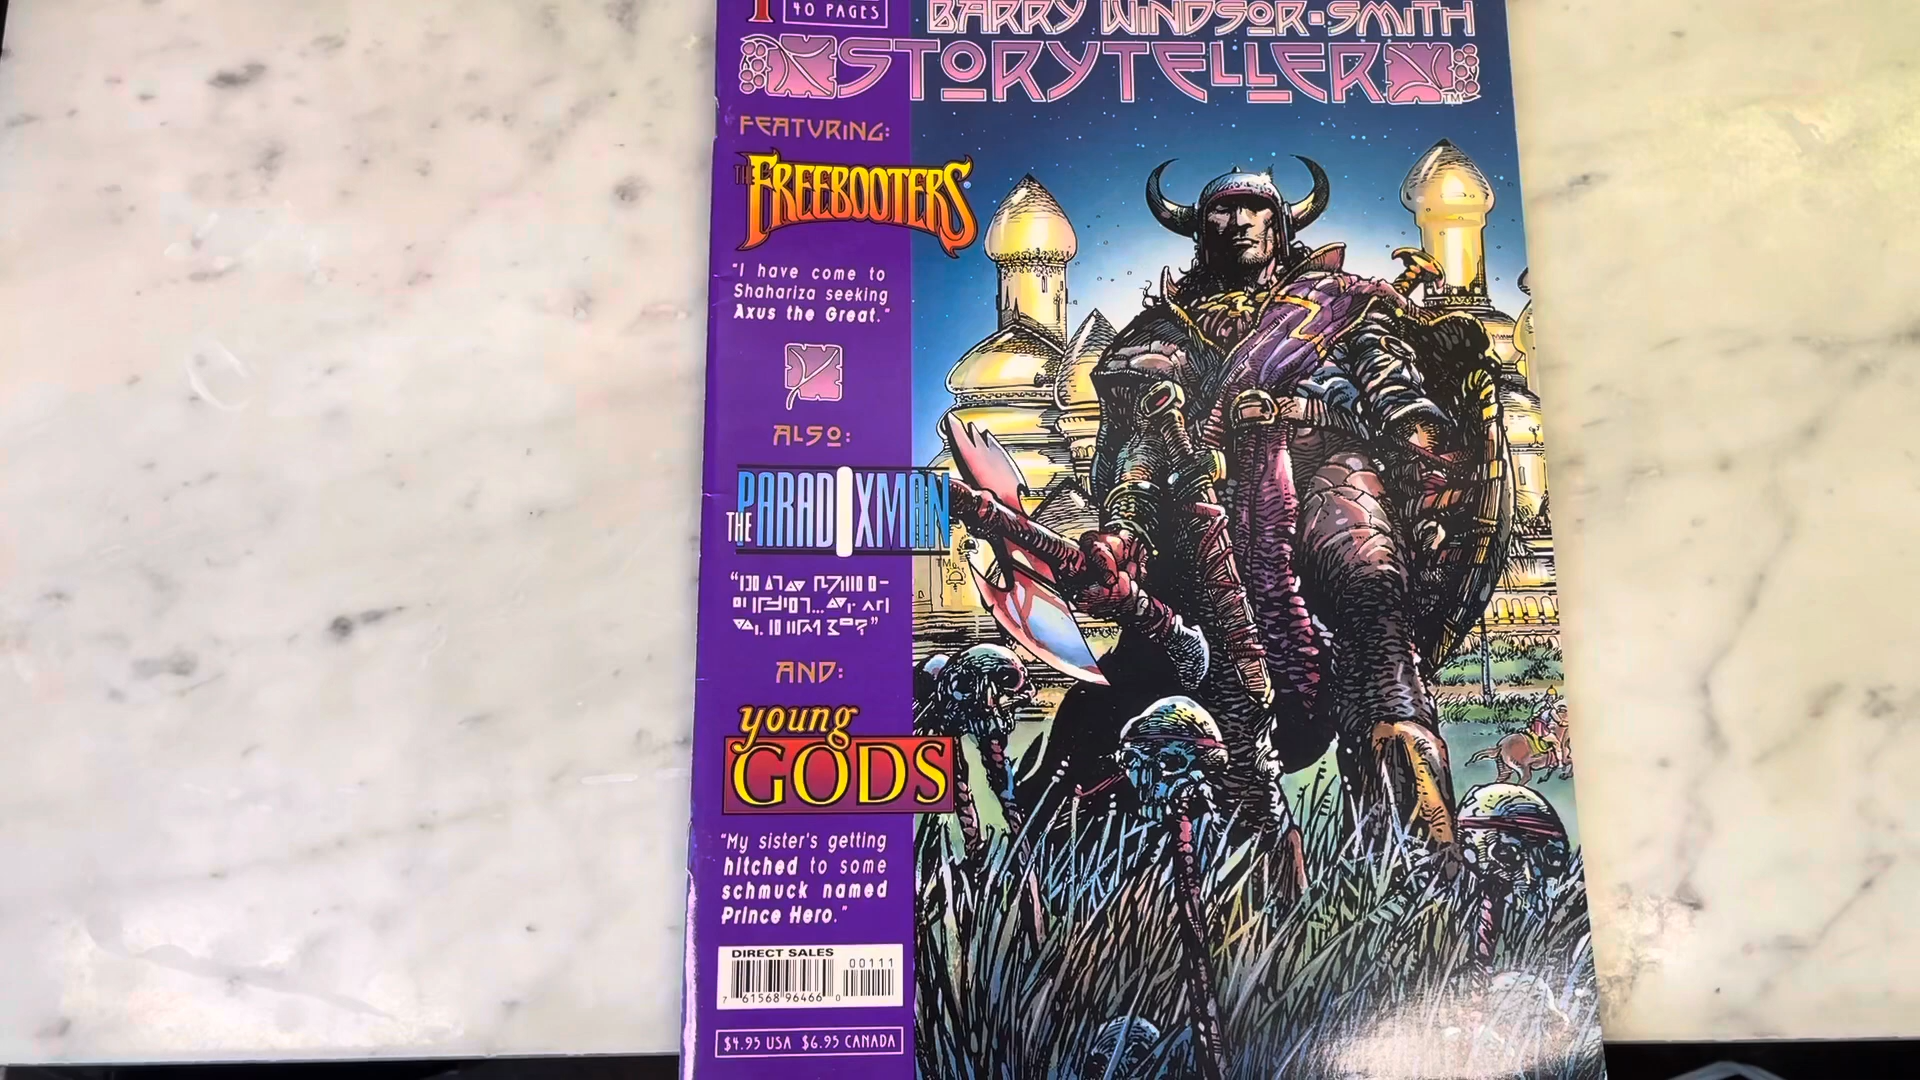 1
40 PAGES
BARRY WINDSOR-SMITH
STORYTELLER
TM
FEATURING:
THE FREEBOOTERS
"I have come to
Shahariza seeking
Axus the Great."
ALSO:
THE PARADOXMAN
TM
AND:
young
GODS
"My sister's getting
hitched to some
schmuck named
Prince Hero."
DIRECT SALES
00111
7 61568 96466 0
$4.95 USA $6.95 CANADA